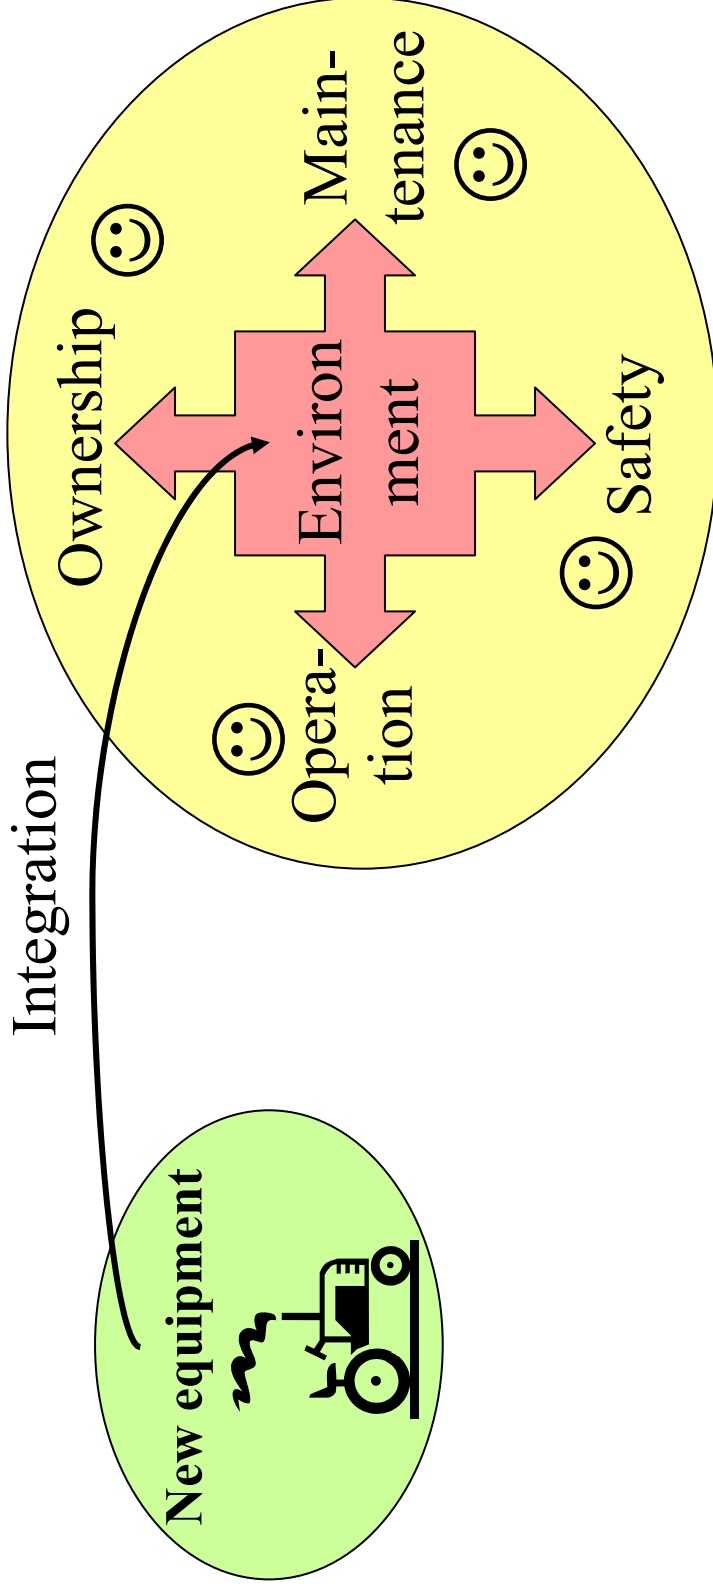 Integration
New equipment
Ownership
Opera-
tion
Environ
ment
Main-
tenance
Safety